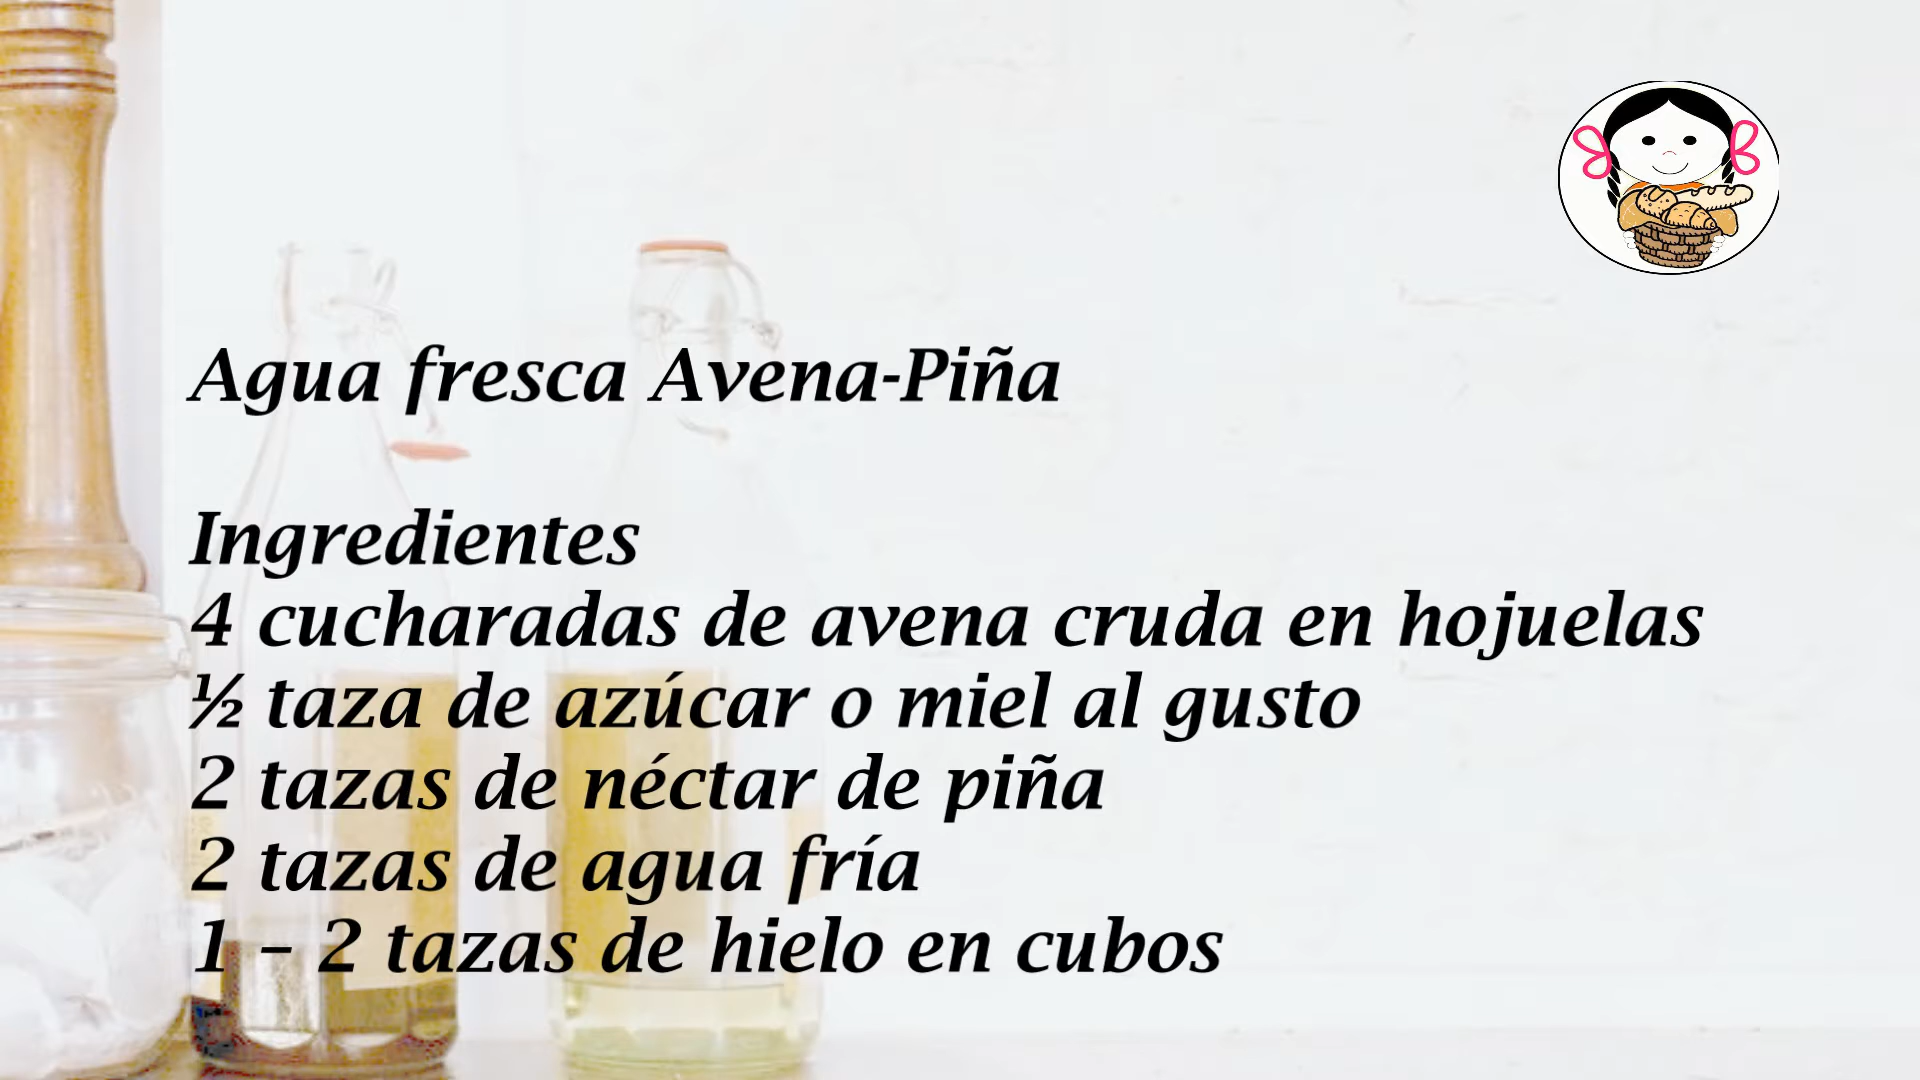 Agua fresca Avena-Piña
Ingredientes
4 cucharadas de avena cruda en hojuelas
½ taza de azúcar o miel al gusto
2 tazas de néctar de piña
2 tazas de agua fría
1 – 2 tazas de hielo en cubos